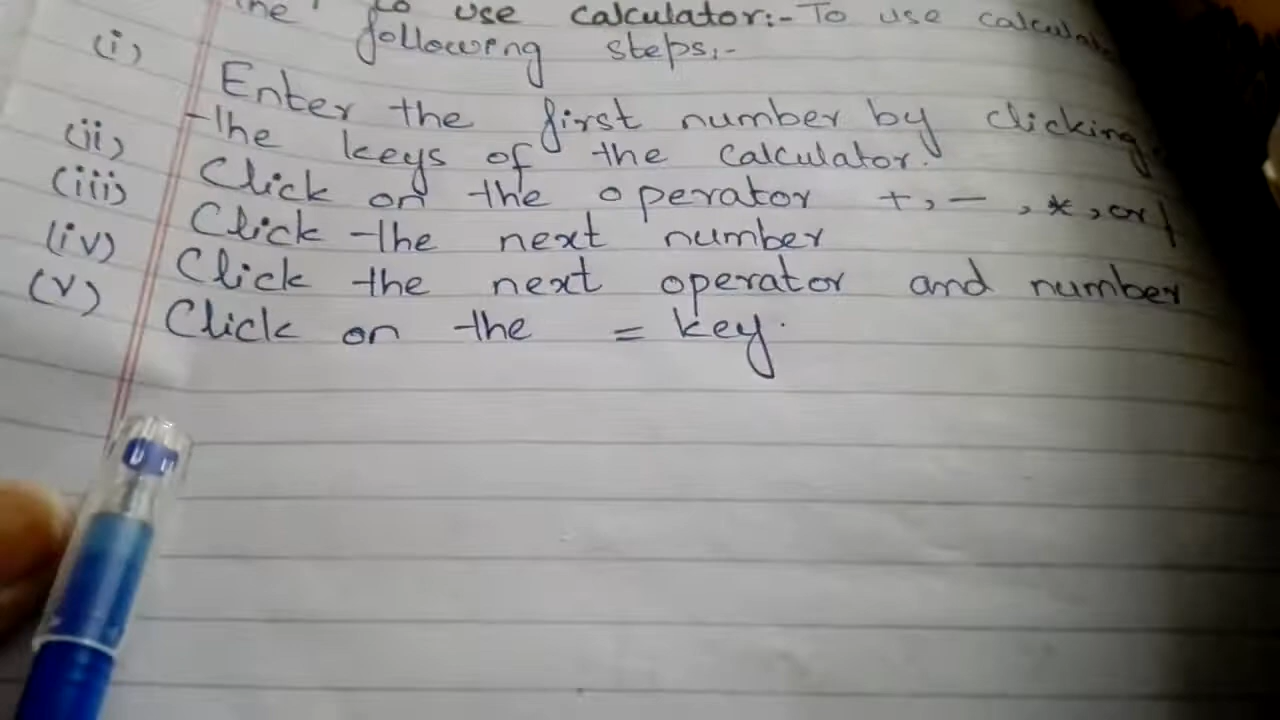 to use calculator:- To use
following steps:-
(i) Enter the first number by clicking
the keys of the calculator.
(ii) Click on the operator +, -, *, or /
(iii) Click the next number
(iv) Click the next operator and number
(v) Click on the = key.